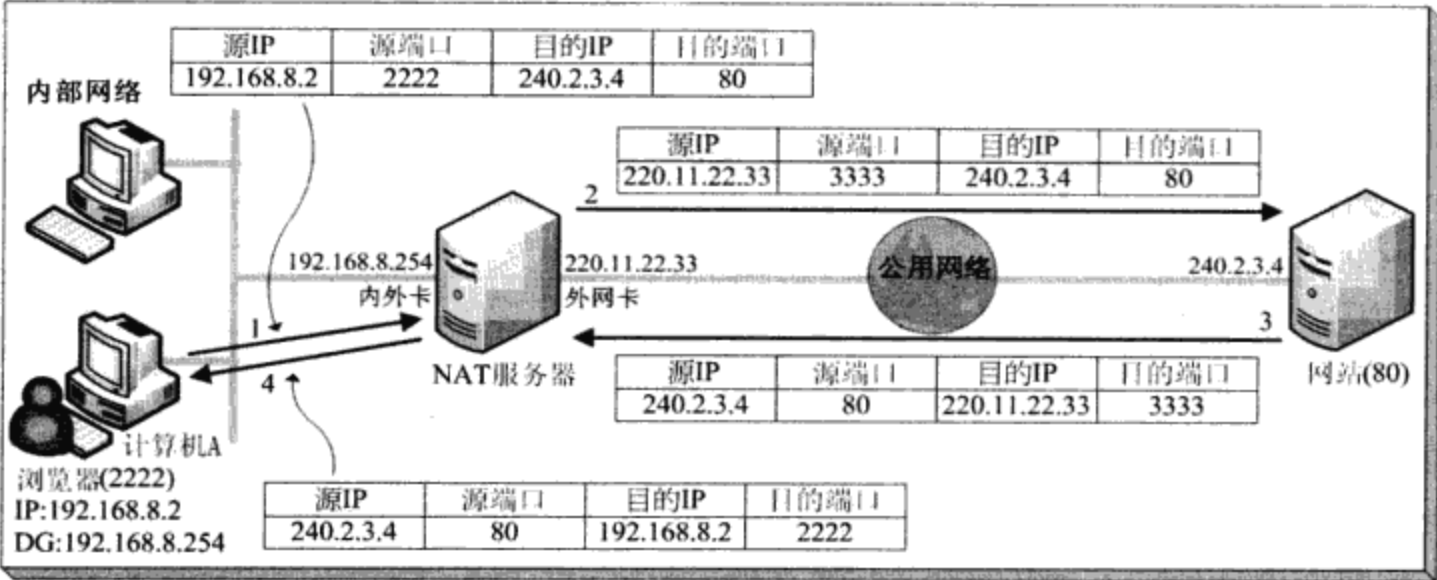 源IP 源端口 目的IP 目的端口
192.168.8.2 2222 240.2.3.4 80
内部网络
源IP 源端口 目的IP 目的端口
220.11.22.33 3333 240.2.3.4 80
2
192.168.8.254
220.11.22.33
公用网络
240.2.3.4
内外卡
外网卡
1
3
4
NAT服务器
网站(80)
源IP 源端口 目的IP 目的端口
240.2.3.4 80 220.11.22.33 3333
计算机A
浏览器(2222)
IP:192.168.8.2
DG:192.168.8.254
源IP 源端口 目的IP 目的端口
240.2.3.4 80 192.168.8.2 2222